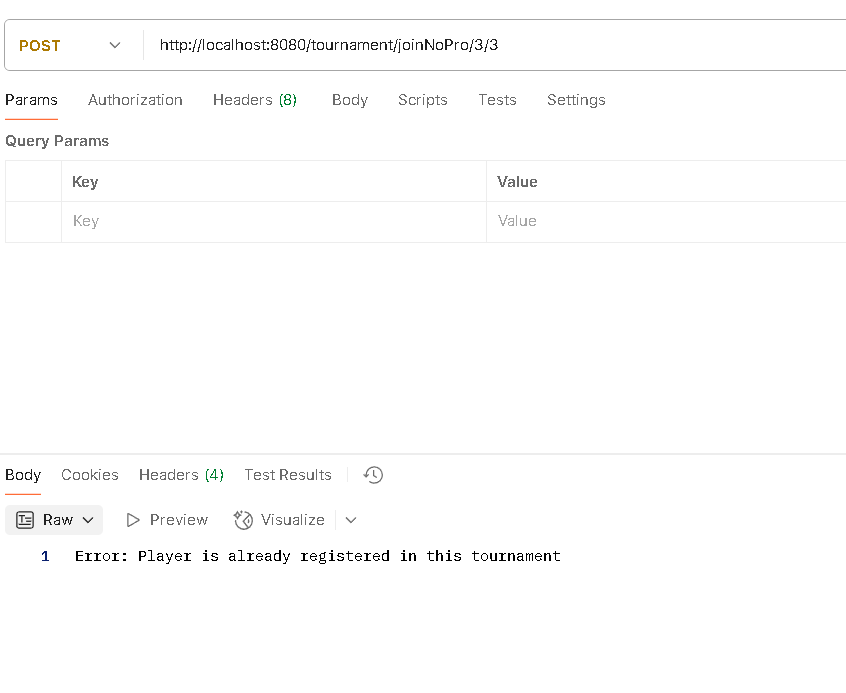 POST http://localhost:8080/tournament/joinNoPro/3/3
Params Authorization Headers (8) Body Scripts Tests Settings
Query Params
Key Value
Key Value
Body Cookies Headers (4) Test Results
Raw Preview Visualize
1 Error: Player is already registered in this tournament